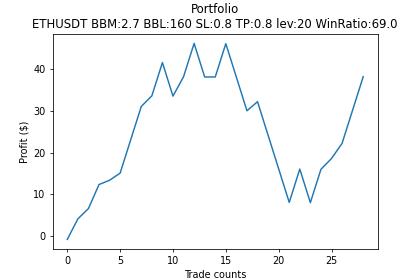 Portfolio
ETHUSDT BBM:2.7 BBL:160 SL:0.8 TP:0.8 lev:20 WinRatio:69.0
Profit ($)
40
30
20
10
0
0 5 10 15 20 25
Trade counts